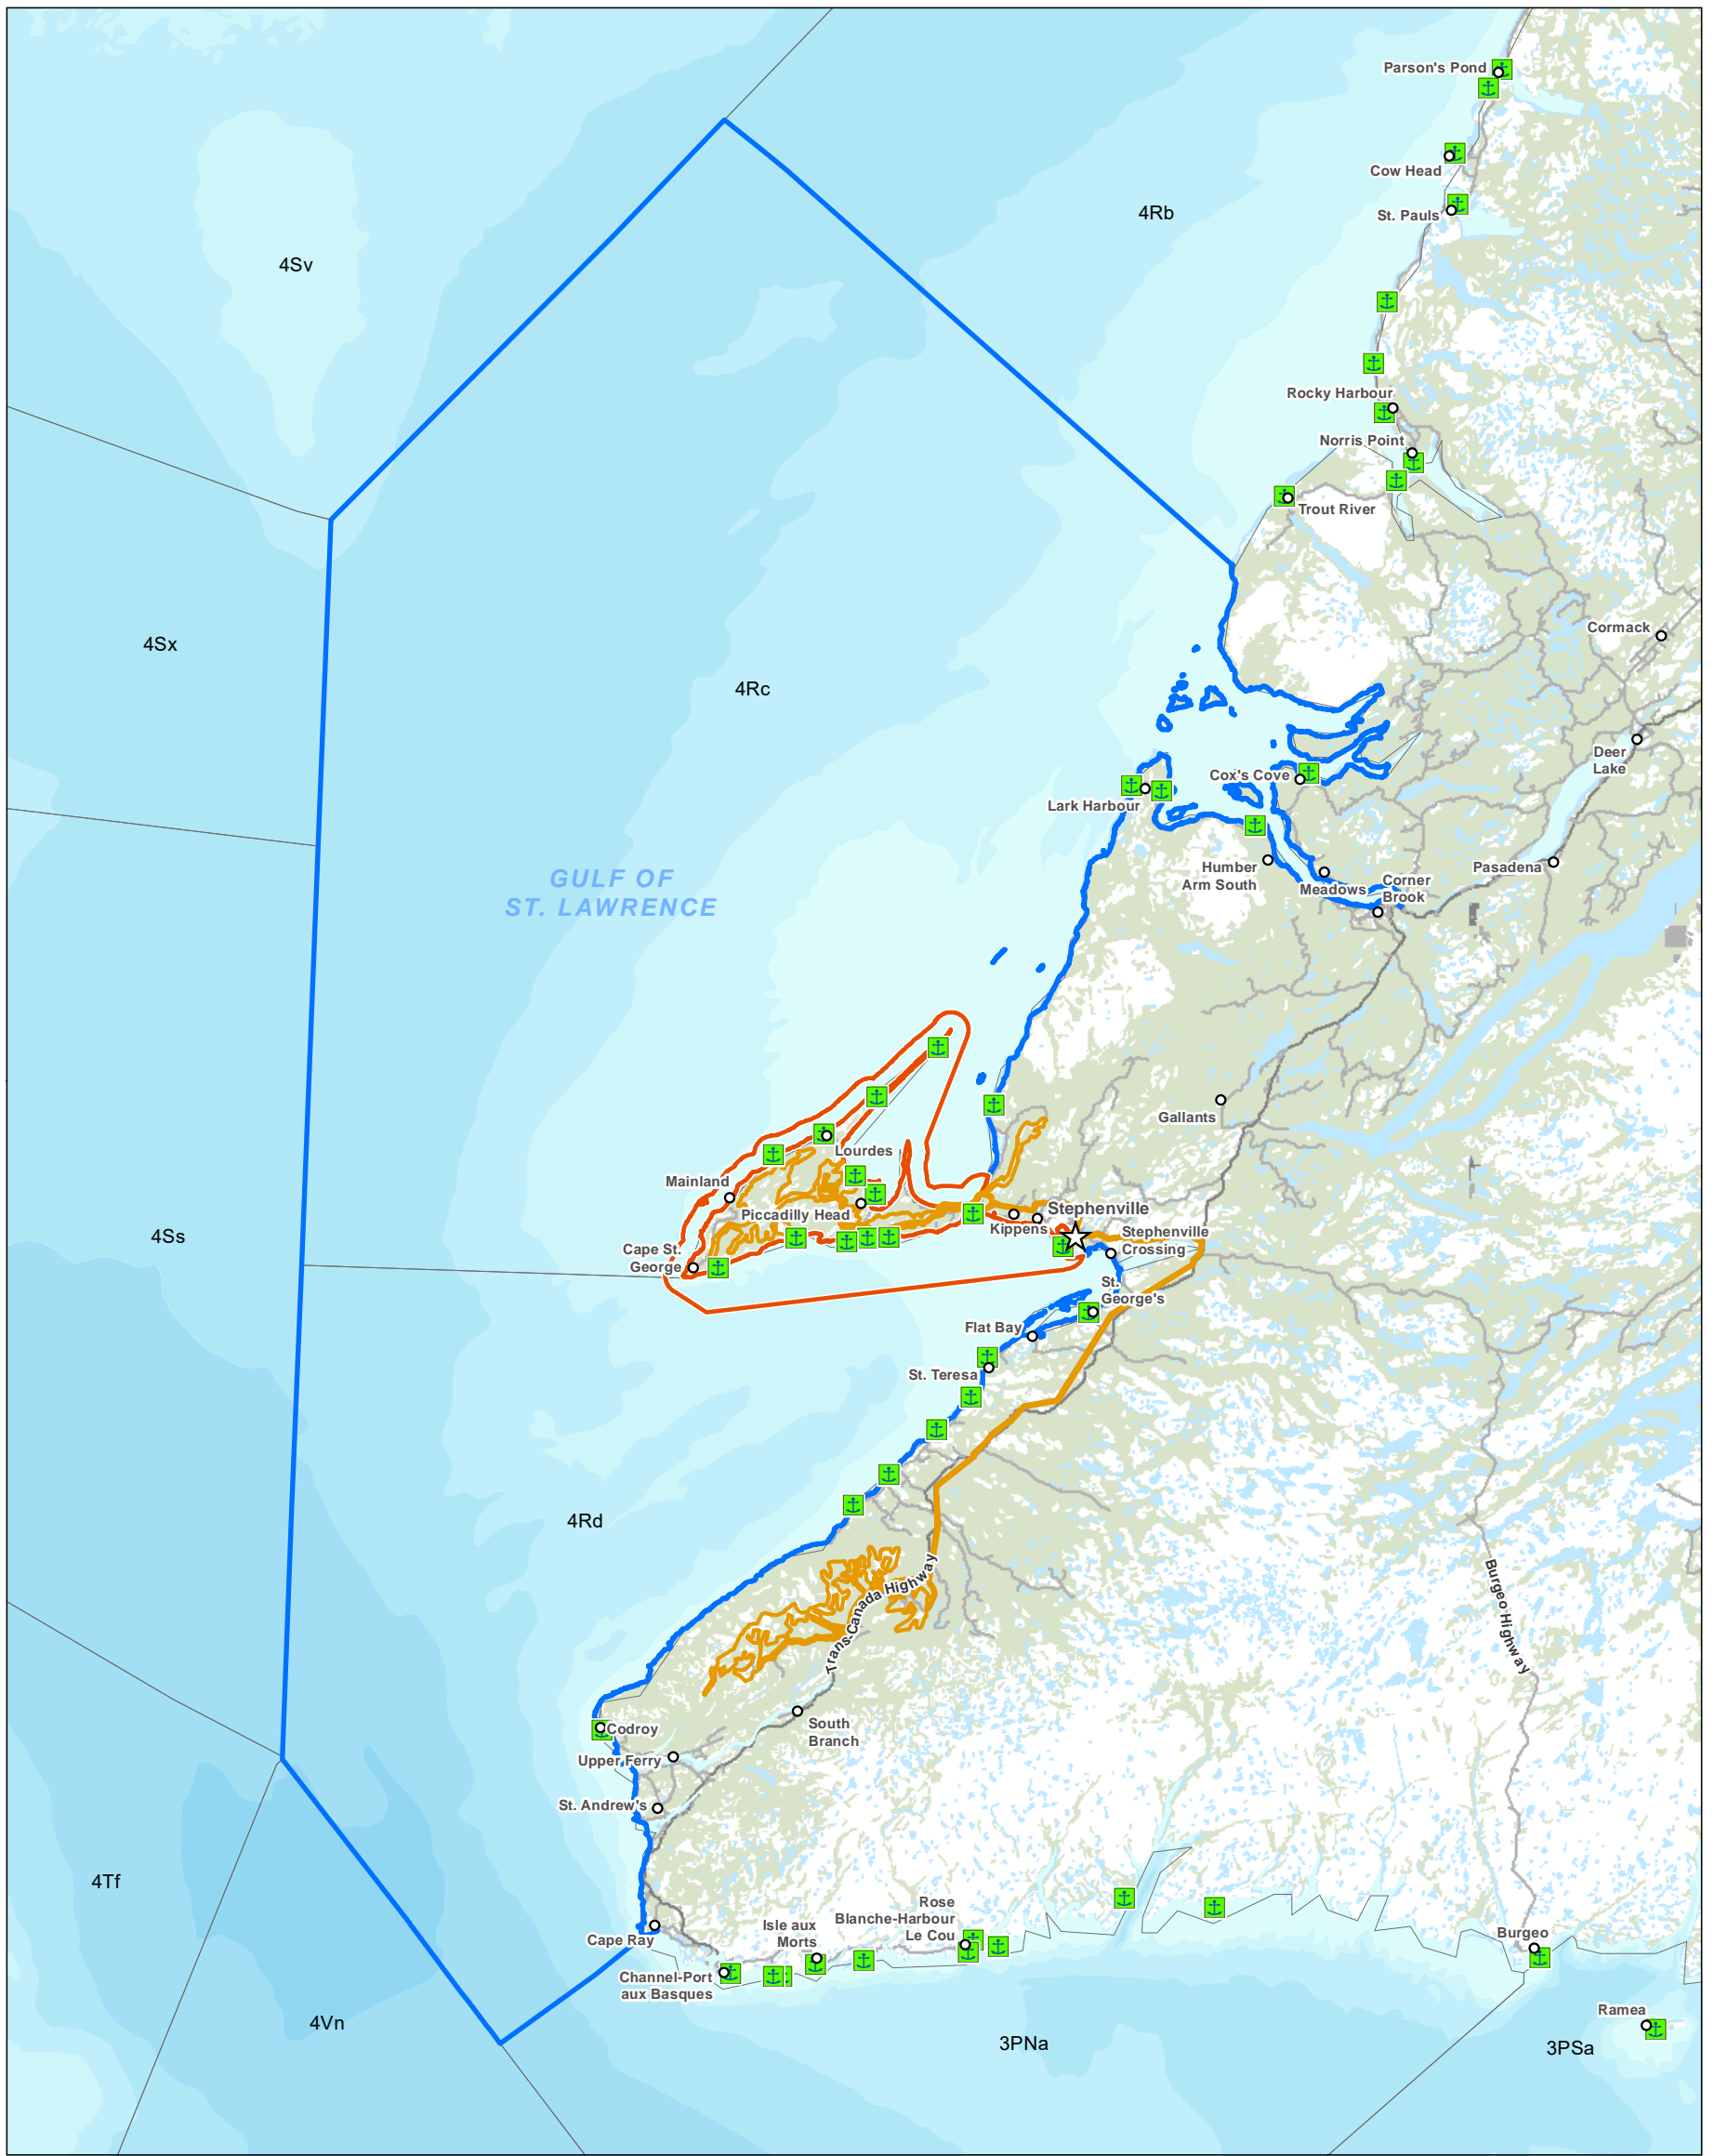 Parson's Pond
Cow Head
4Rb
St. Pauls
4Sv
Rocky Harbour
Norris Point
Trout River
Cormack
4Sx
4Rc
Deer
Lake
Cox's Cove
Lark Harbour
Humber
Arm South
Pasadena
Meadows
Corner
Brook
GULF OF
ST. LAWRENCE
Gallants
Lourdes
Mainland
Piccadilly Head
Stephenville
Kippens
Stephenville
Crossing
4Ss
Cape St.
George
St.
George's
Flat Bay
St. Teresa
4Rd
Trans-Canada Highway
Burgeo Highway
Codroy
South
Branch
Upper Ferry
St. Andrew's
4Tf
Cape Ray
Isle aux
Morts
Rose
Blanche-Harbour
Le Cou
Burgeo
Channel-Port
aux Basques
4Vn
3PNa
Ramea
3PSa